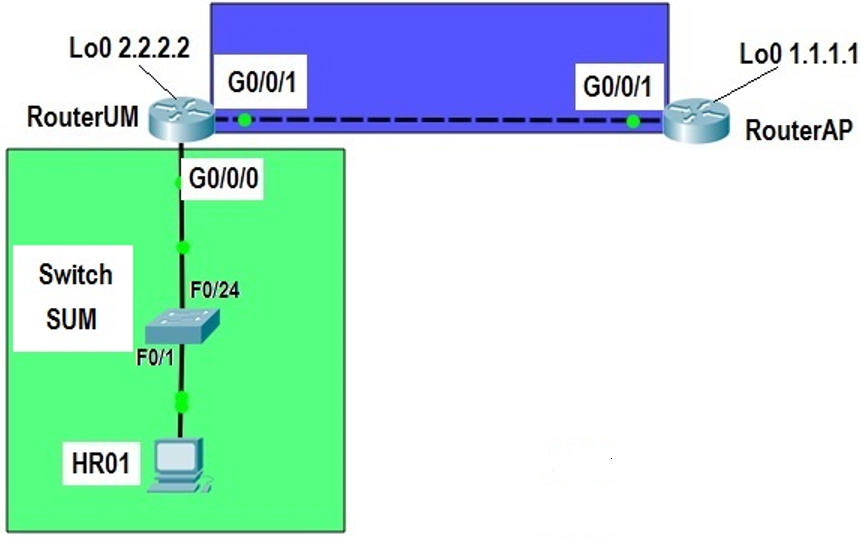 Lo0 2.2.2.2
G0/0/1
G0/0/1
Lo0 1.1.1.1
RouterUM
RouterAP
G0/0/0
Switch
SUM
F0/24
F0/1
HR01